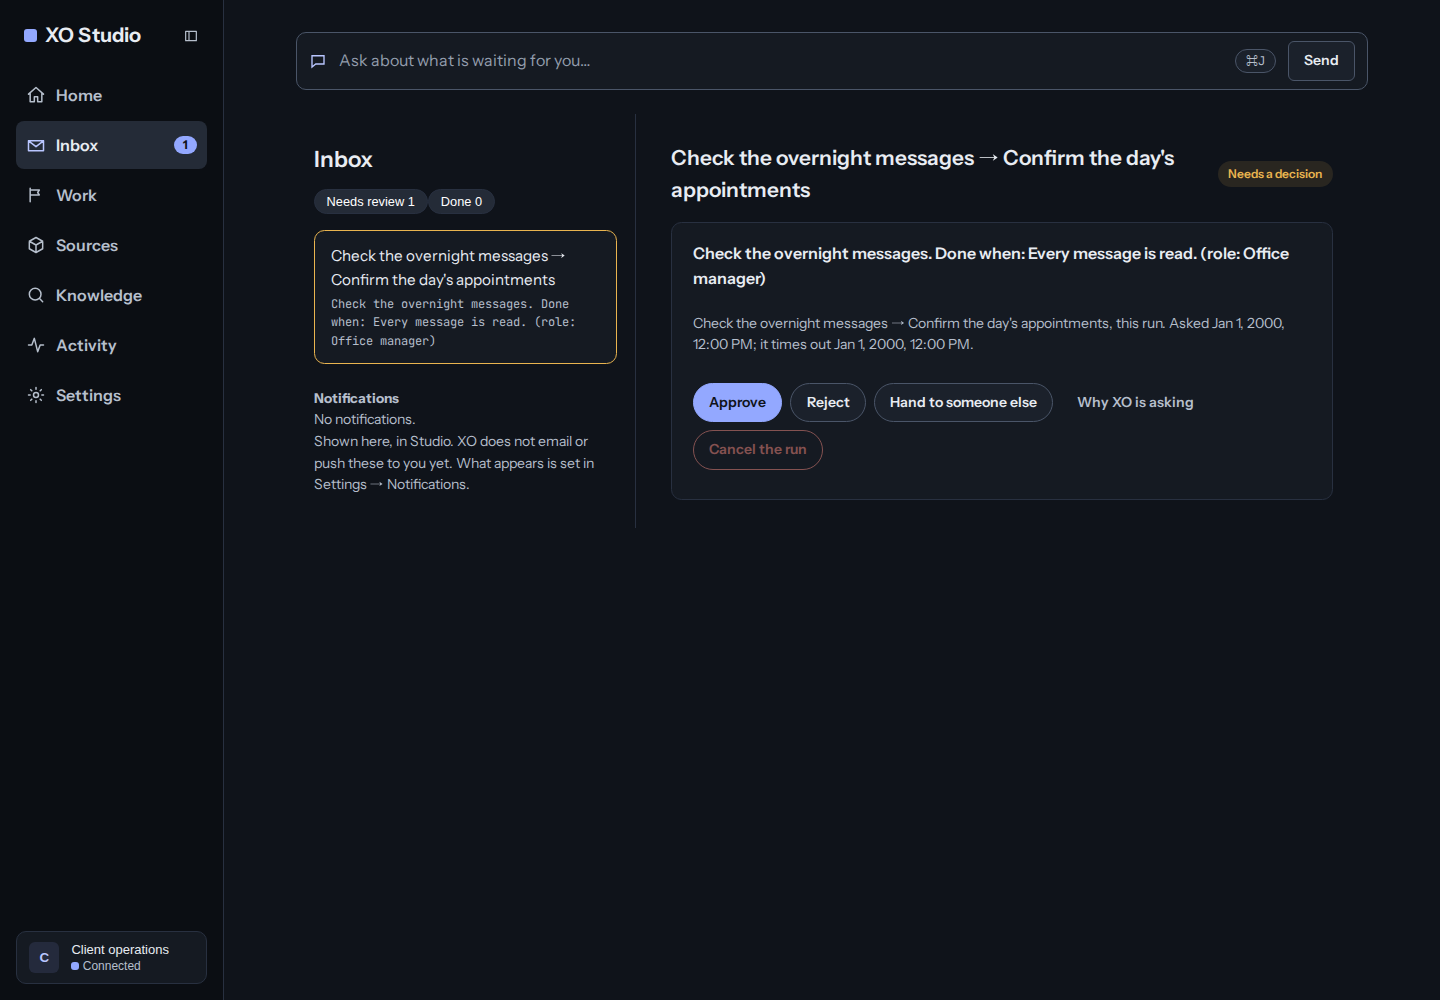 XO Studio
Home
Inbox 1
Work
Sources
Knowledge
Activity
Settings
Client operations
C
Connected
Ask about what is waiting for you...
⌘J
Send
Inbox
Needs review 1 Done 0
Check the overnight messages →
Confirm the day's appointments
Check the overnight messages. Done
when: Every message is read. (role:
Office manager)
Notifications
No notifications.
Shown here, in Studio. XO does not email or
push these to you yet. What appears is set in
Settings → Notifications.
Check the overnight messages → Confirm the day's
appointments
Needs a decision
Check the overnight messages. Done when: Every message is read. (role: Office
manager)
Check the overnight messages → Confirm the day's appointments, this run. Asked Jan 1, 2000,
12:00 PM; it times out Jan 1, 2000, 12:00 PM.
Approve Reject Hand to someone else Why XO is asking
Cancel the run